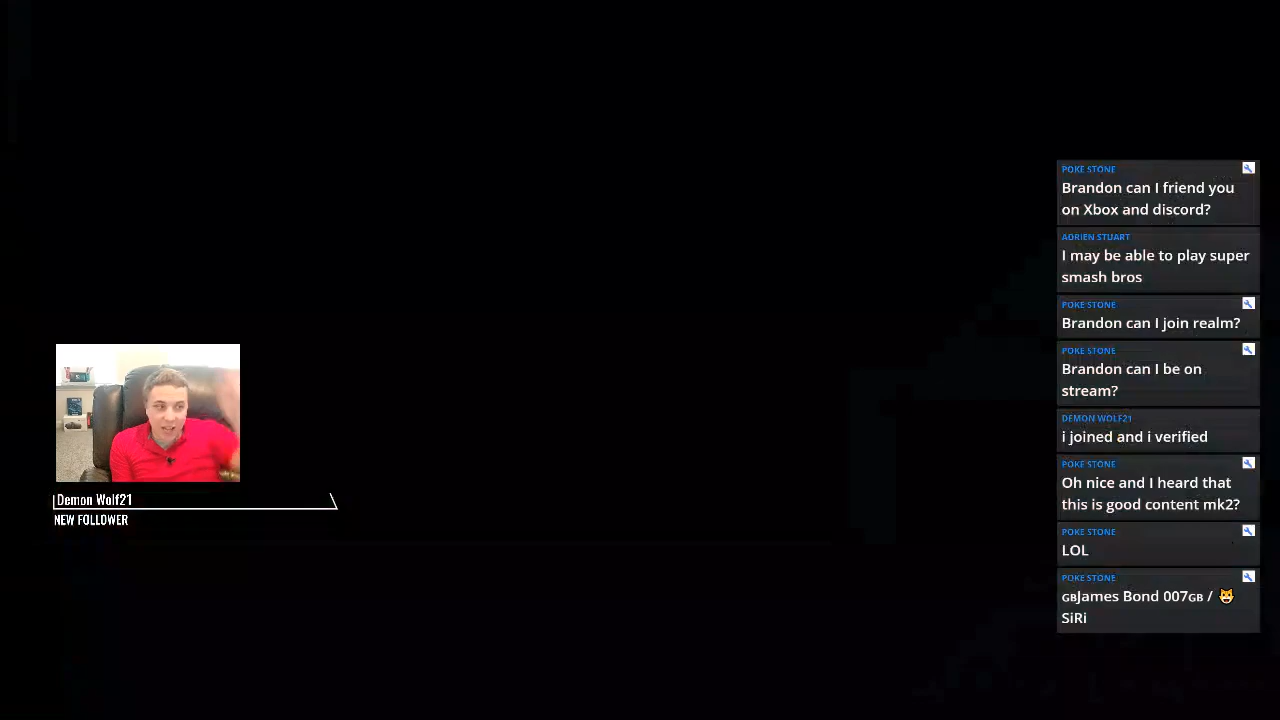 POKE STONE
Brandon can I friend you
on Xbox and discord?
ADRIEN STUART
I may be able to play super
smash bros
POKE STONE
Brandon can I join realm?
POKE STONE
Brandon can I be on
stream?
DEMON WOLF21
i joined and i verified
POKE STONE
Oh nice and I heard that
this is good content mk2?
POKE STONE
LOL
POKE STONE
🇬🇧James Bond 007🇬🇧 / 😺
SiRi
Demon Wolf21
NEW FOLLOWER